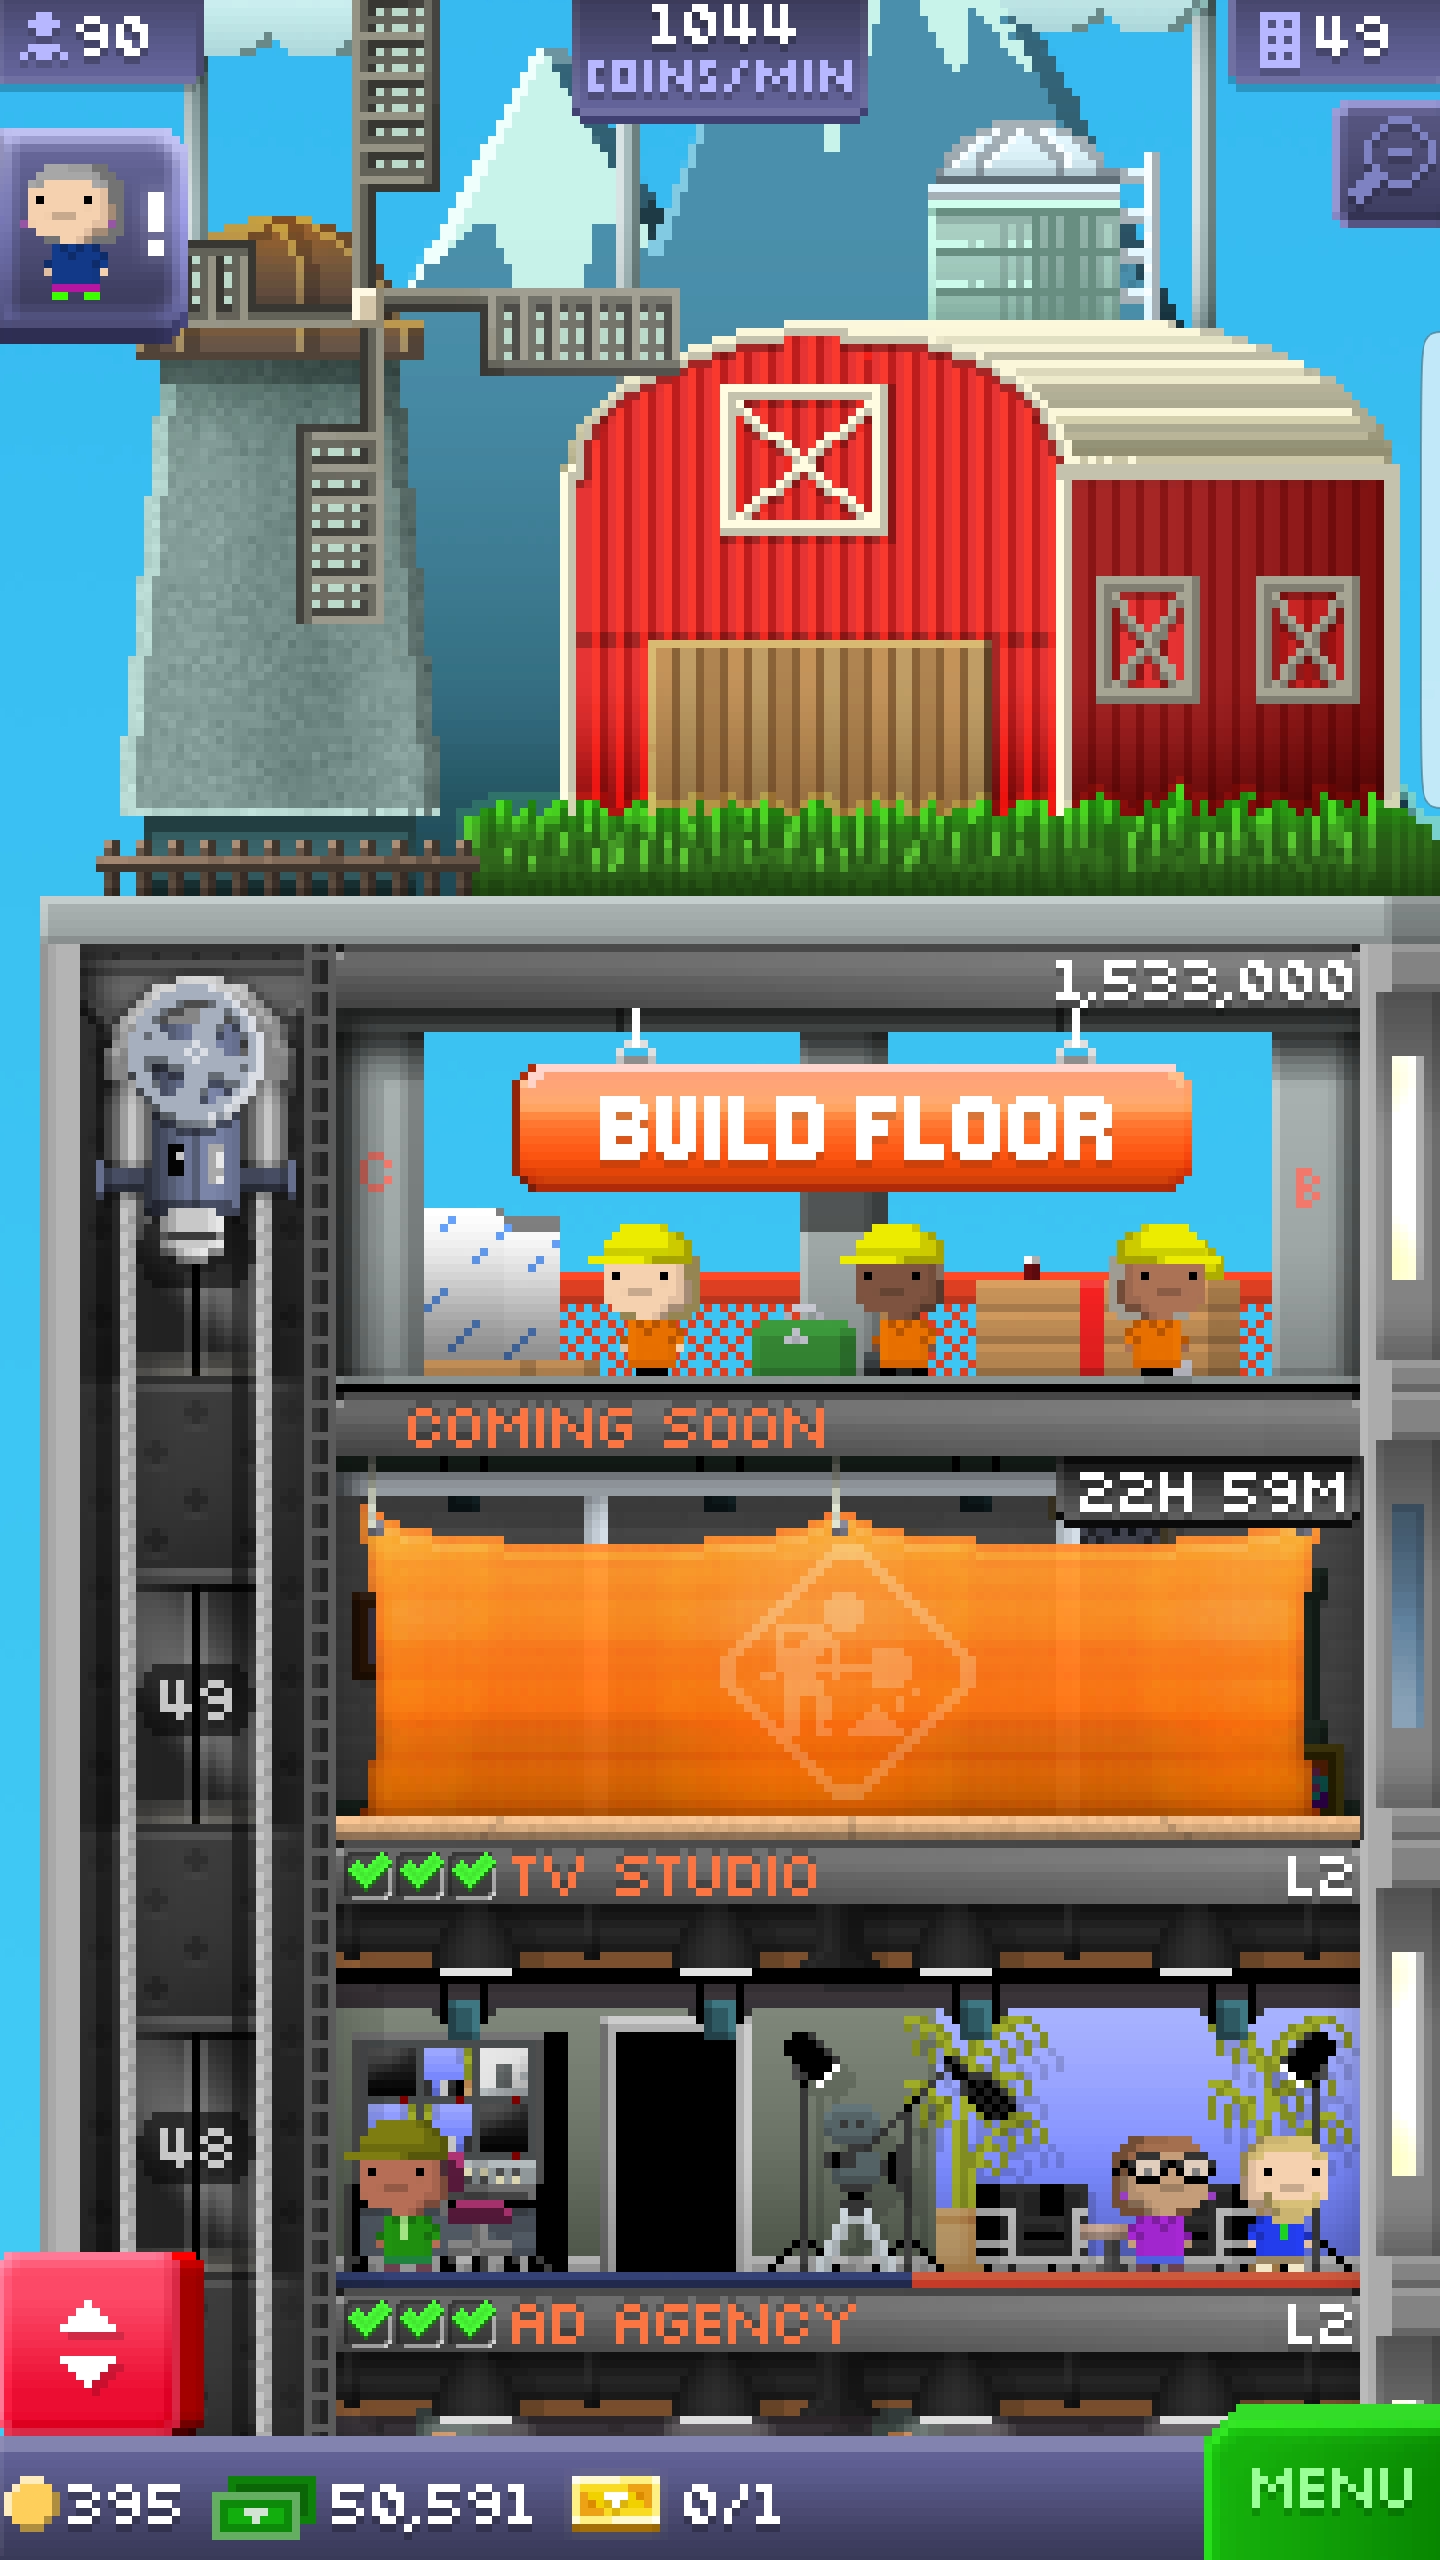 90
1044
COINS/MIN
49
!
1,533,000
BUILD FLOOR
C
B
COMING SOON
22H 59M
49
TV STUDIO L2
48
AD AGENCY L2
395 50,591 0/1
MENU